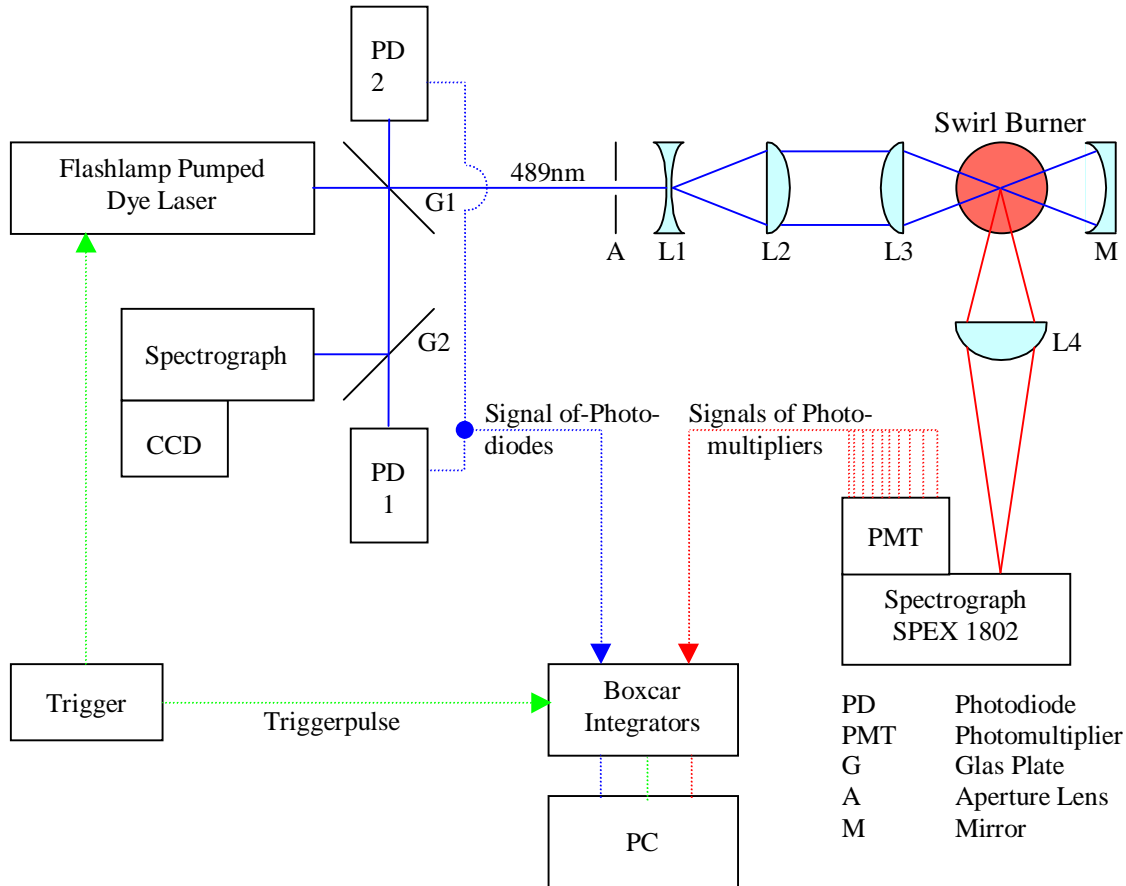 PD
2
Swirl Burner
Flashlamp Pumped
Dye Laser
489nm
G1
A
L1
L2
L3
M
Spectrograph
G2
L4
CCD
Signal of-Photo-
diodes
Signals of Photo-
multipliers
PD
1
PMT
Spectrograph
SPEX 1802
Trigger
Triggerpulse
Boxcar
Integrators
PC
PD Photodiode
PMT Photomultiplier
G Glas Plate
A Aperture Lens
M Mirror